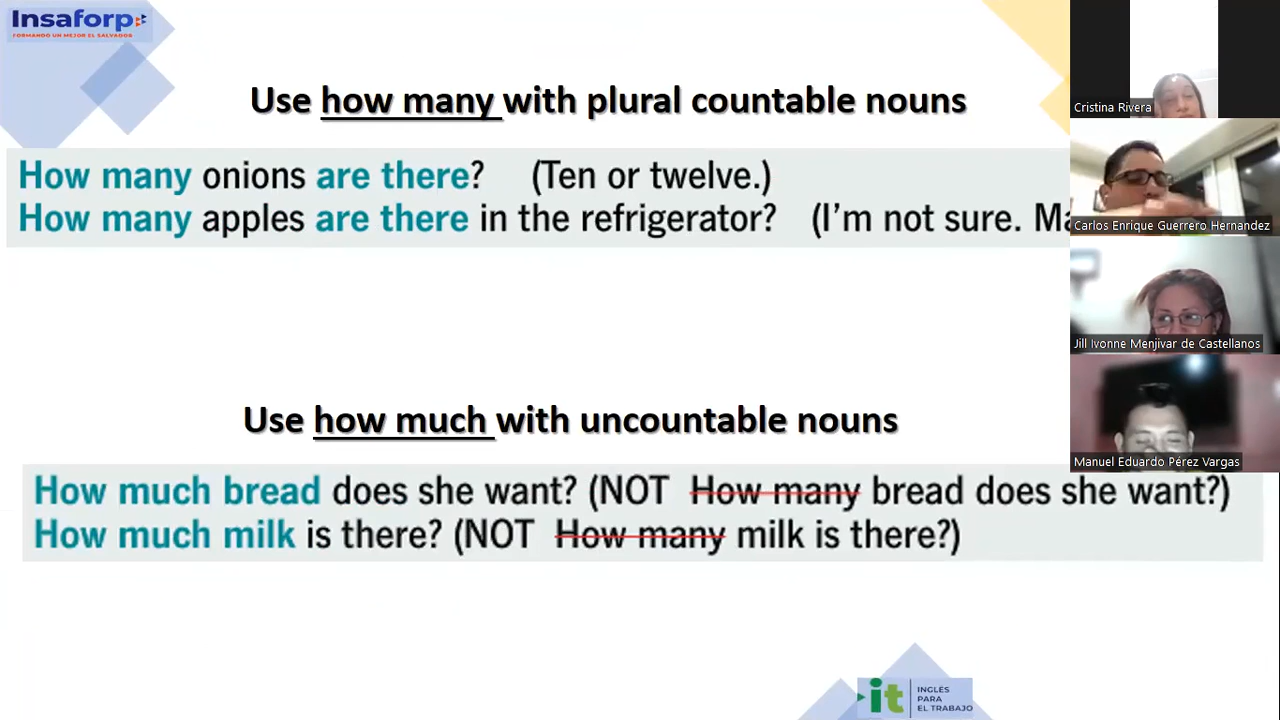 Insaforp
FORMANDO UN MEJOR EL SALVADOR
Use how many with plural countable nouns
How many onions are there? (Ten or twelve.)
How many apples are there in the refrigerator? (I'm not sure. Ma
Use how much with uncountable nouns
How much bread does she want? (NOT How many bread does she want?)
How much milk is there? (NOT How many milk is there?)
it
INGLÉS
PARA
EL TRABAJO
Cristina Rivera
Carlos Enrique Guerrero Hernandez
Jill Ivonne Menjivar de Castellanos
Manuel Eduardo Pérez Vargas